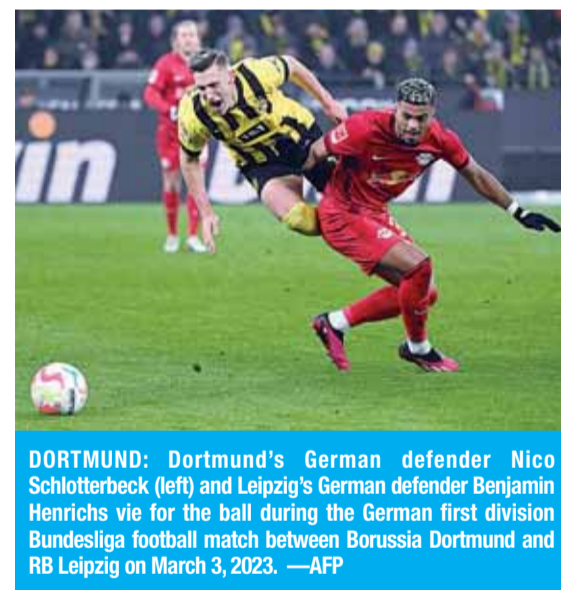 in
DORTMUND: Dortmund's German defender Nico
Schlotterbeck (left) and Leipzig's German defender Benjamin
Henrichs vie for the ball during the German first division
Bundesliga football match between Borussia Dortmund and
RB Leipzig on March 3, 2023. —AFP